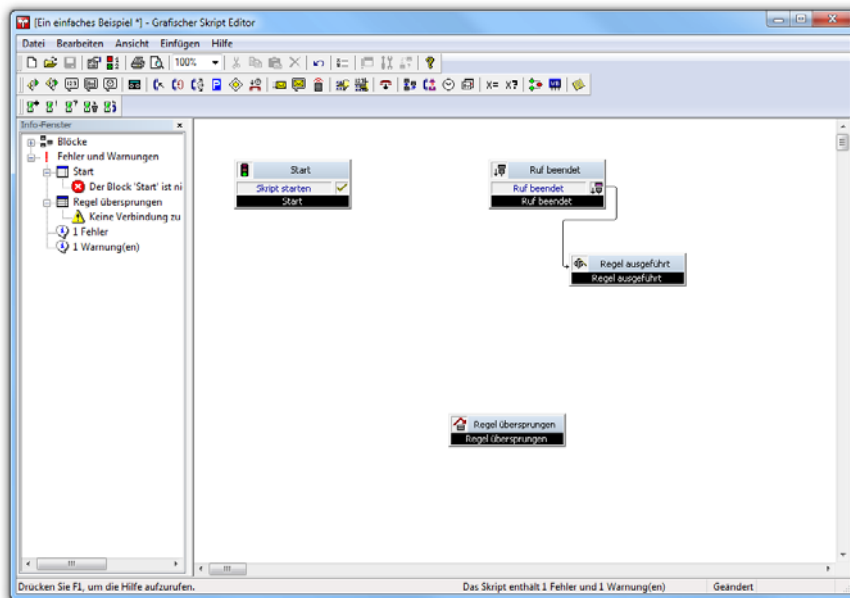 [Ein einfaches Beispiel *] - Grafischer Skript Editor
Datei Bearbeiten Ansicht Einfügen Hilfe
100%
Info-Fenster
Blöcke
Fehler und Warnungen
Start
Der Block 'Start' ist ni
Regel übersprungen
Keine Verbindung zu
1 Fehler
1 Warnung(en)
Start
Skript starten
Start
Ruf beendet
Ruf beendet
Ruf beendet
Regel ausgeführt
Regel ausgeführt
Regel übersprungen
Regel übersprungen
Drücken Sie F1, um die Hilfe aufzurufen.
Das Skript enthält 1 Fehler und 1 Warnung(en)
Geändert